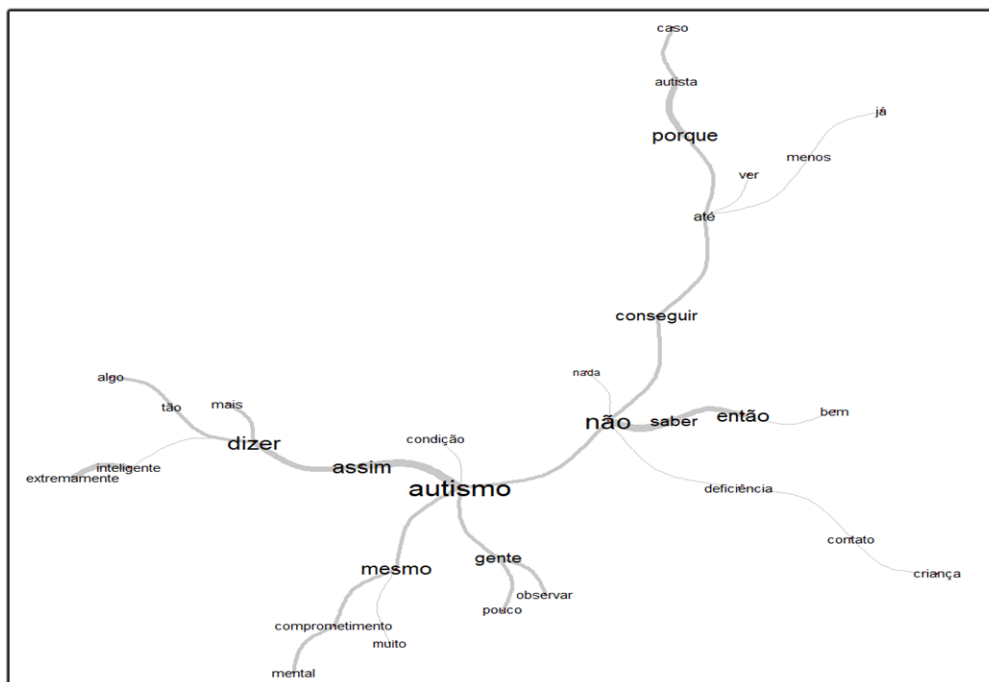 caso
autista
já
porque
menos
ver
até
conseguir
nada
algo
mais
tão
então
bem
não
saber
condição
dizer
assim
inteligente
extremamente
autismo
deficiência
contato
gente
mesmo
criança
observar
pouco
comprometimento
muito
mental